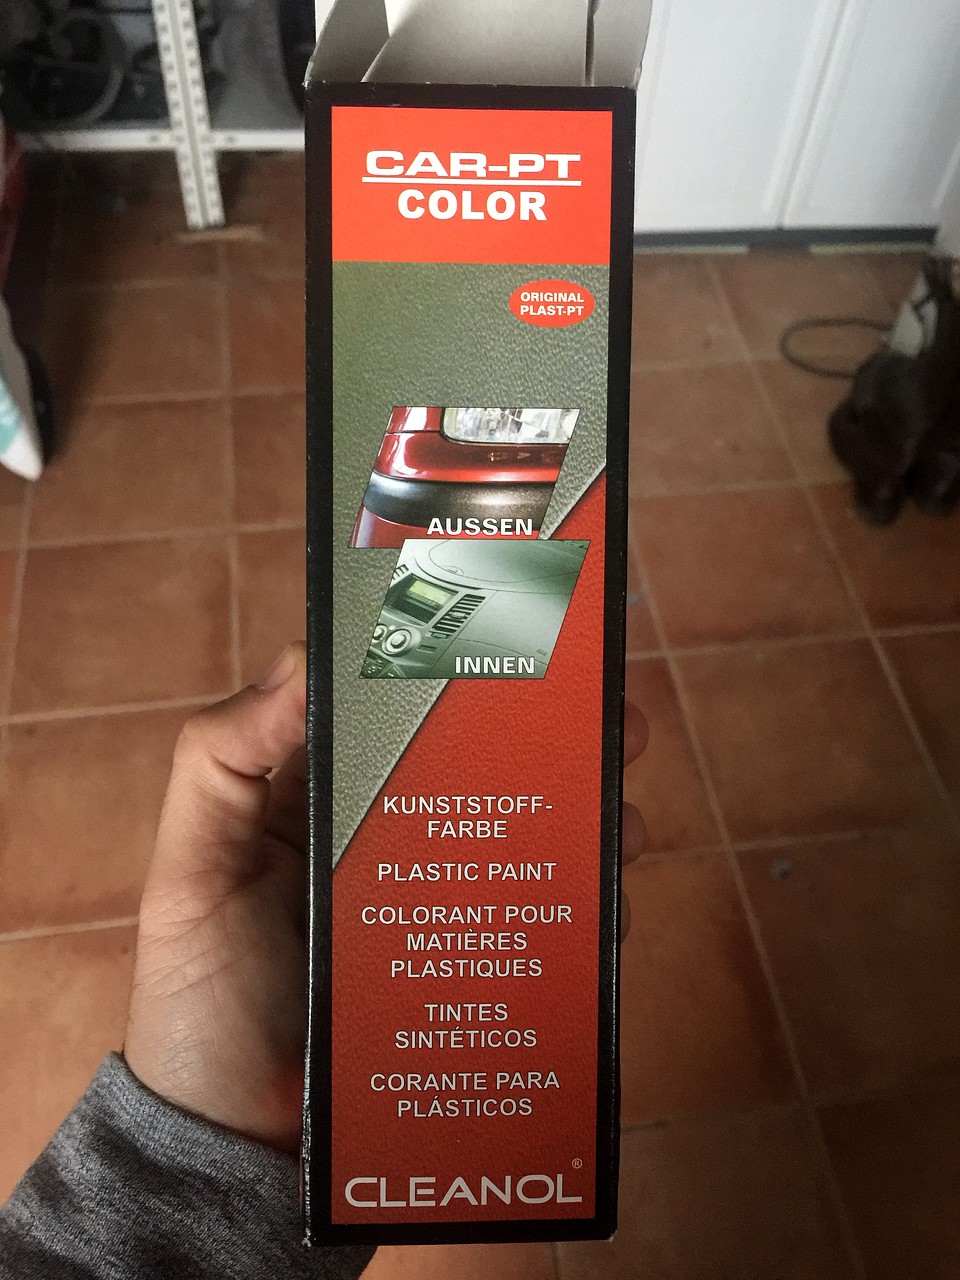 CAR-PT
COLOR
ORIGINAL
PLAST-PT
AUSSEN
INNEN
KUNSTSTOFF-
FARBE
PLASTIC PAINT
COLORANT POUR
MATIÈRES
PLASTIQUES
TINTES
SINTÉTICOS
CORANTE PARA
PLÁSTICOS
CLEANOL®